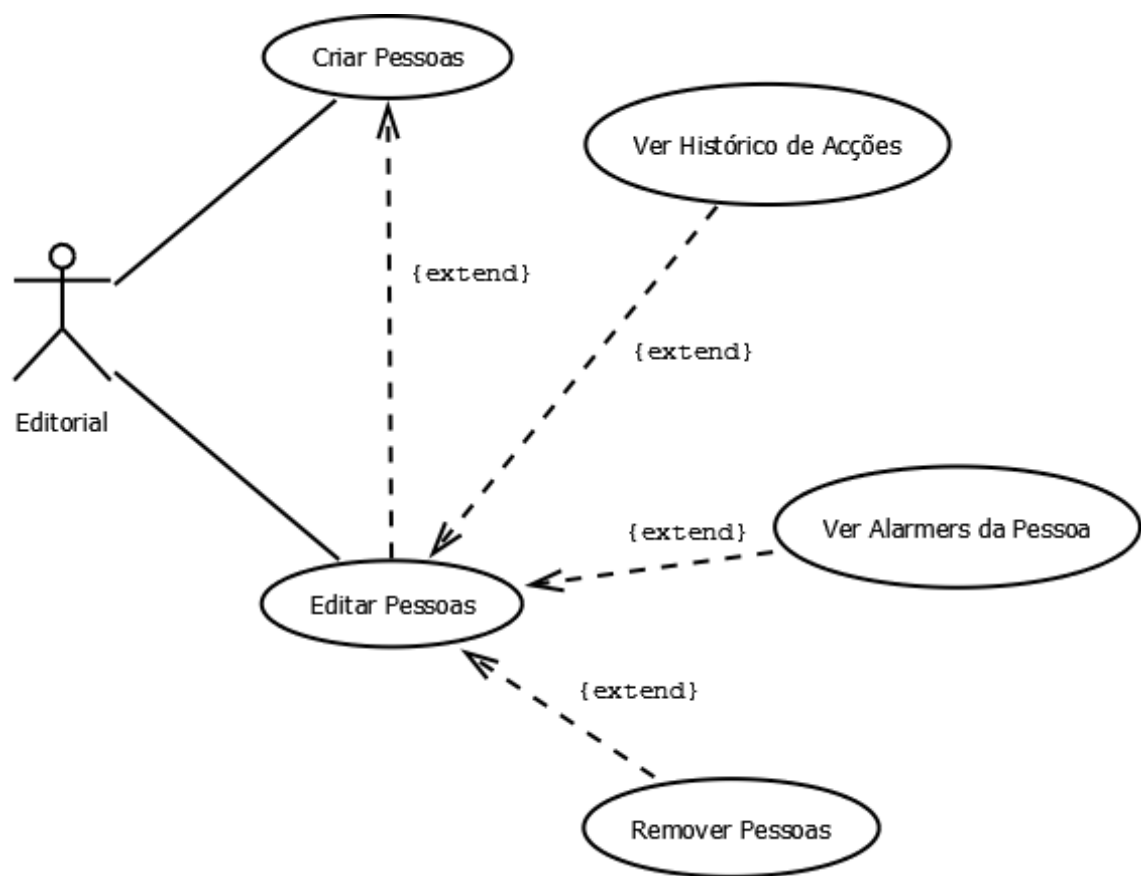 Criar Pessoas
Ver Histórico de Acções
{extend}
{extend}
Editorial
Ver Alarmers da Pessoa
{extend}
Editar Pessoas
{extend}
Remover Pessoas